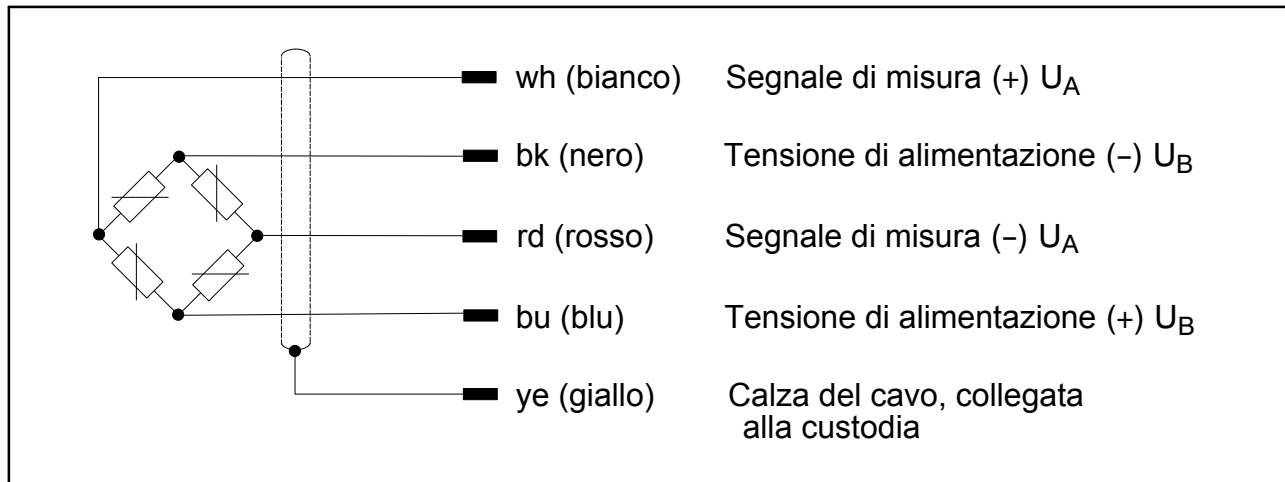 wh (bianco) Segnale di misura (+) U_A
bk (nero) Tensione di alimentazione (–) U_B
rd (rosso) Segnale di misura (–) U_A
bu (blu) Tensione di alimentazione (+) U_B
ye (giallo) Calza del cavo, collegata
alla custodia